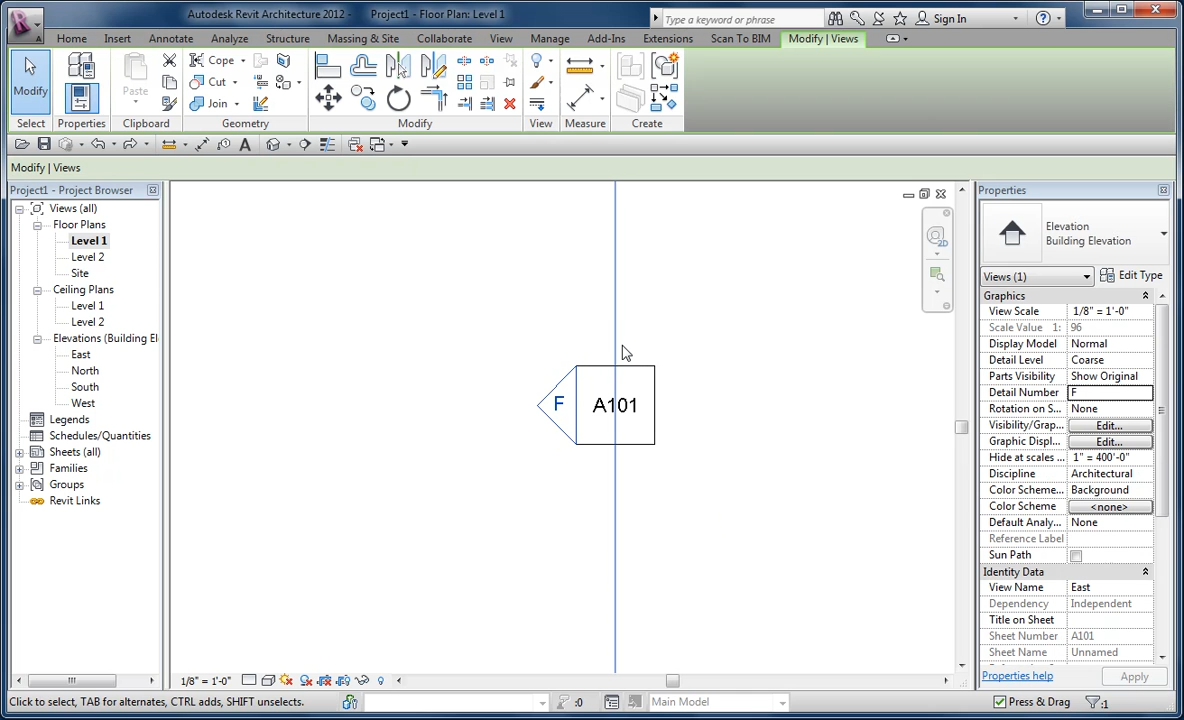 Autodesk Revit Architecture 2012 - Project1 - Floor Plan: Level 1
Type a keyword or phrase
Sign In
Home Insert Annotate Analyze Structure Massing & Site Collaborate View Manage Add-Ins Extensions Scan To BIM Modify | Views
Modify
Paste
Cope
Cut
Join
Select Properties Clipboard Geometry Modify View Measure Create
Modify | Views
Project1 - Project Browser
Views (all)
Floor Plans
Level 1
Level 2
Site
Ceiling Plans
Level 1
Level 2
Elevations (Building El
East
North
South
West
Legends
Schedules/Quantities
Sheets (all)
Families
Groups
Revit Links
2D
F A101
Properties
Elevation
Building Elevation
Views (1) Edit Type
Graphics
View Scale 1/8" = 1'-0"
Scale Value 1: 96
Display Model Normal
Detail Level Coarse
Parts Visibility Show Original
Detail Number F
Rotation on S... None
Visibility/Grap... Edit...
Graphic Displ... Edit...
Hide at scales ... 1" = 400'-0"
Discipline Architectural
Color Scheme... Background
Color Scheme <none>
Default Analy... None
Reference Label
Sun Path
Identity Data
View Name East
Dependency Independent
Title on Sheet
Sheet Number A101
Sheet Name Unnamed
Properties help Apply
1/8" = 1'-0"
Click to select, TAB for alternates, CTRL adds, SHIFT unselects. :0 Main Model Press & Drag :1